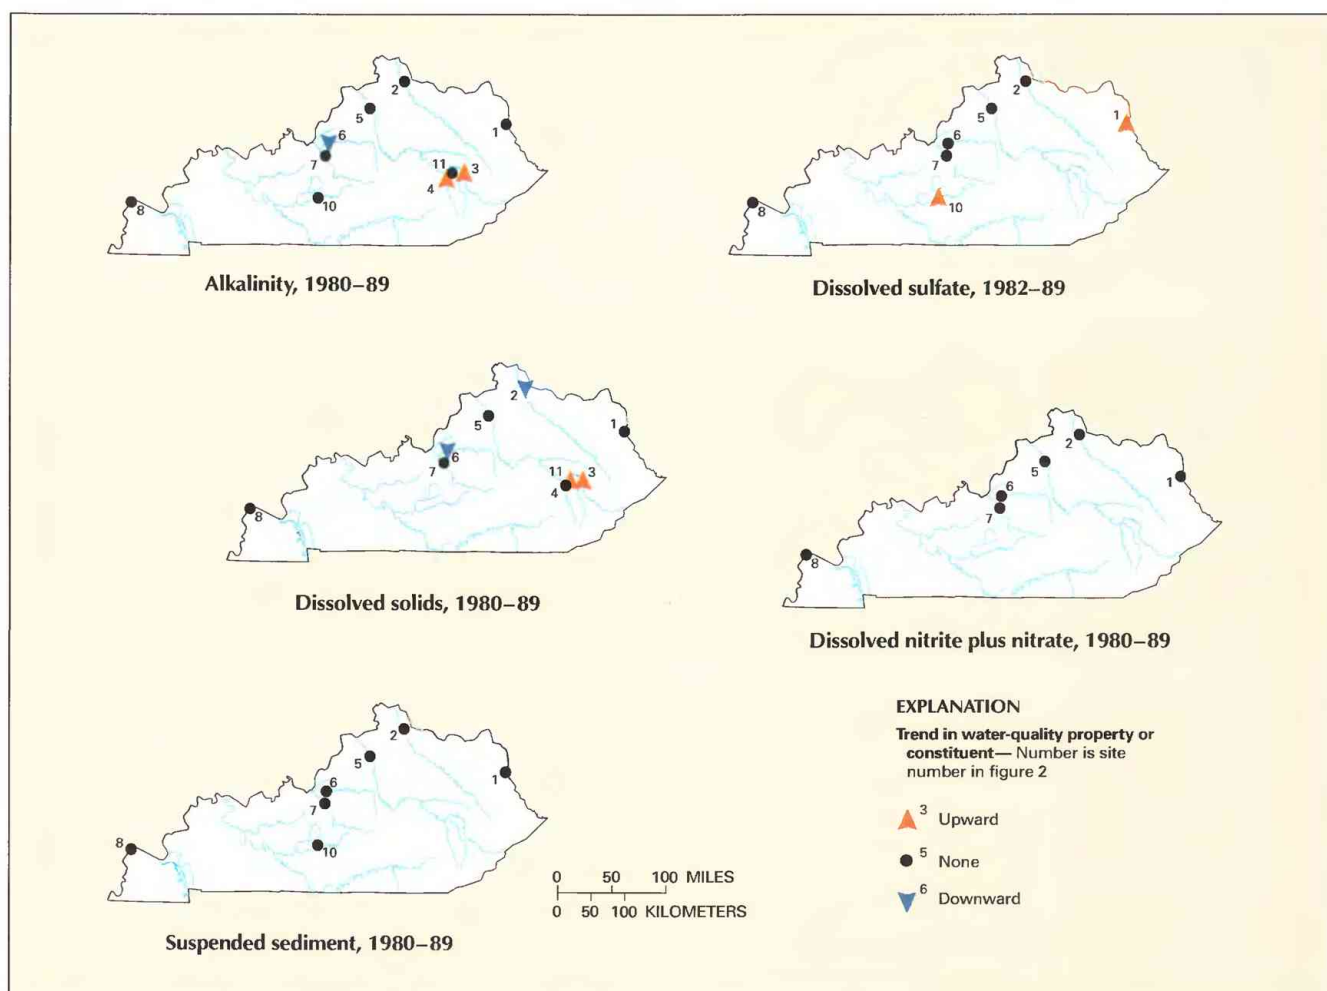 2
5
1
6
7
11
3
4
10
8
Alkalinity, 1980–89
2
1
5
6
7
10
8
Dissolved sulfate, 1982–89
2
5
1
6
7
11
3
4
8
Dissolved solids, 1980–89
2
5
1
6
7
8
Dissolved nitrite plus nitrate, 1980–89
2
5
1
6
7
8
10
Suspended sediment, 1980–89
0 50 100 MILES
0 50 100 KILOMETERS
EXPLANATION
Trend in water-quality property or
constituent— Number is site
number in figure 2
3 Upward
5 None
6 Downward